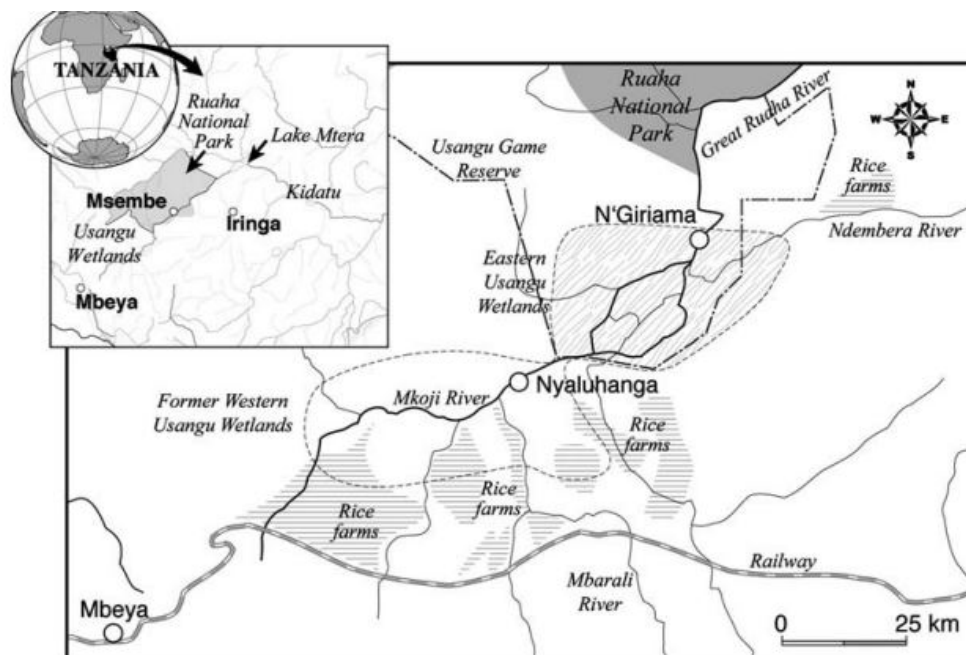 TANZANIA
Ruaha
National
Park
Lake Mtera
Kidatu
Msembe
Iringa
Usangu
Wetlands
Mbeya
Ruaha
National
Park
Great Rudha River
N
W
E
S
Usangu Game
Reserve
Rice
farms
N'Giriama
Ndembera River
Eastern
Usangu
Wetlands
Nyaluhanga
Mkoji River
Former Western
Usangu Wetlands
Rice
farms
Rice
farms
Rice
farms
Railway
Mbarali
River
Mbeya
0 25 km